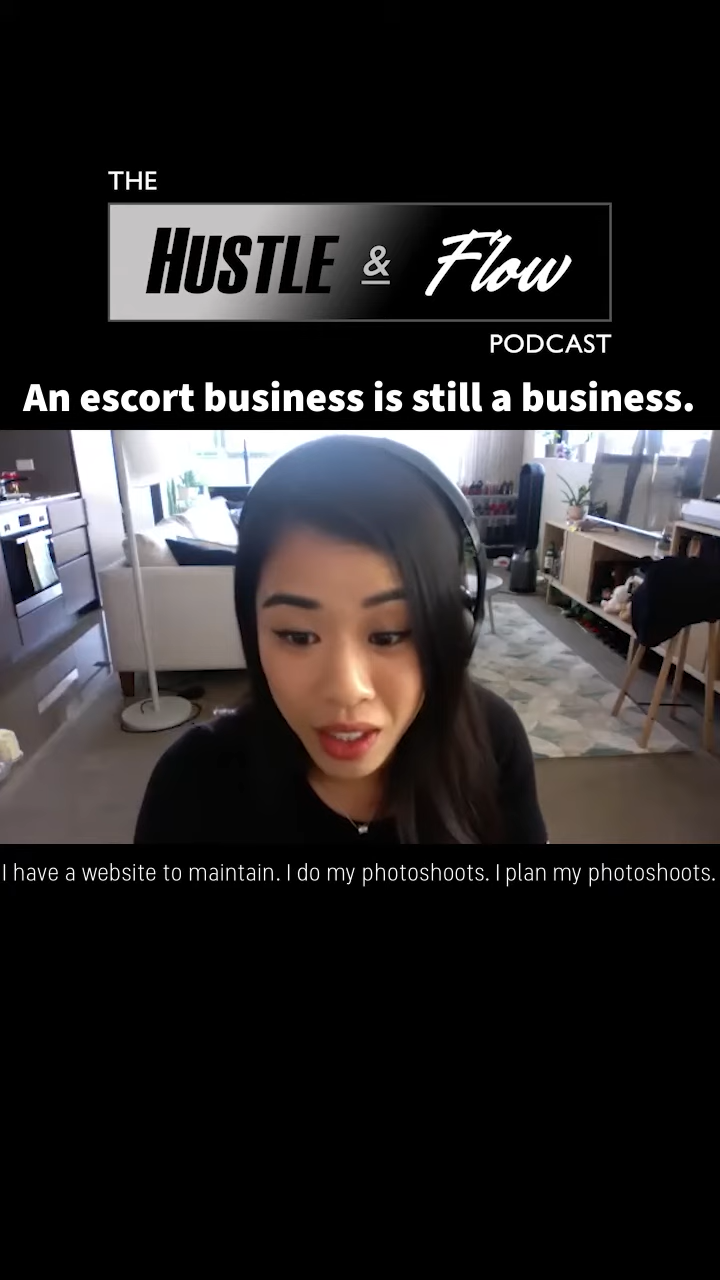 THE
HUSTLE & Flow
PODCAST
An escort business is still a business.
I have a website to maintain. I do my photoshoots. I plan my photoshoots.